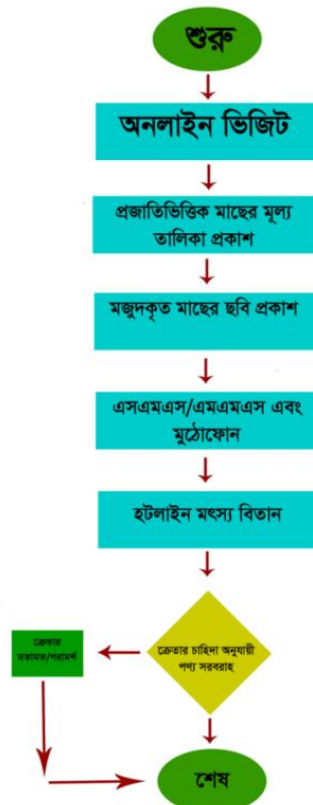 শুরু
অনলাইন ভিজিট
প্রজাতিভিত্তিক মাছের মূল্য
তালিকা প্রকাশ
মজুদকৃত মাছের ছবি প্রকাশ
এসএমএস/এমএমএস এবং
মুঠোফোন
হটলাইন মৎস্য বিতান
ক্রেতার চাহিদা অনুযায়ী
পণ্য সরবরাহ
ক্রেতার
মতামত/পরামর্শ
শেষ